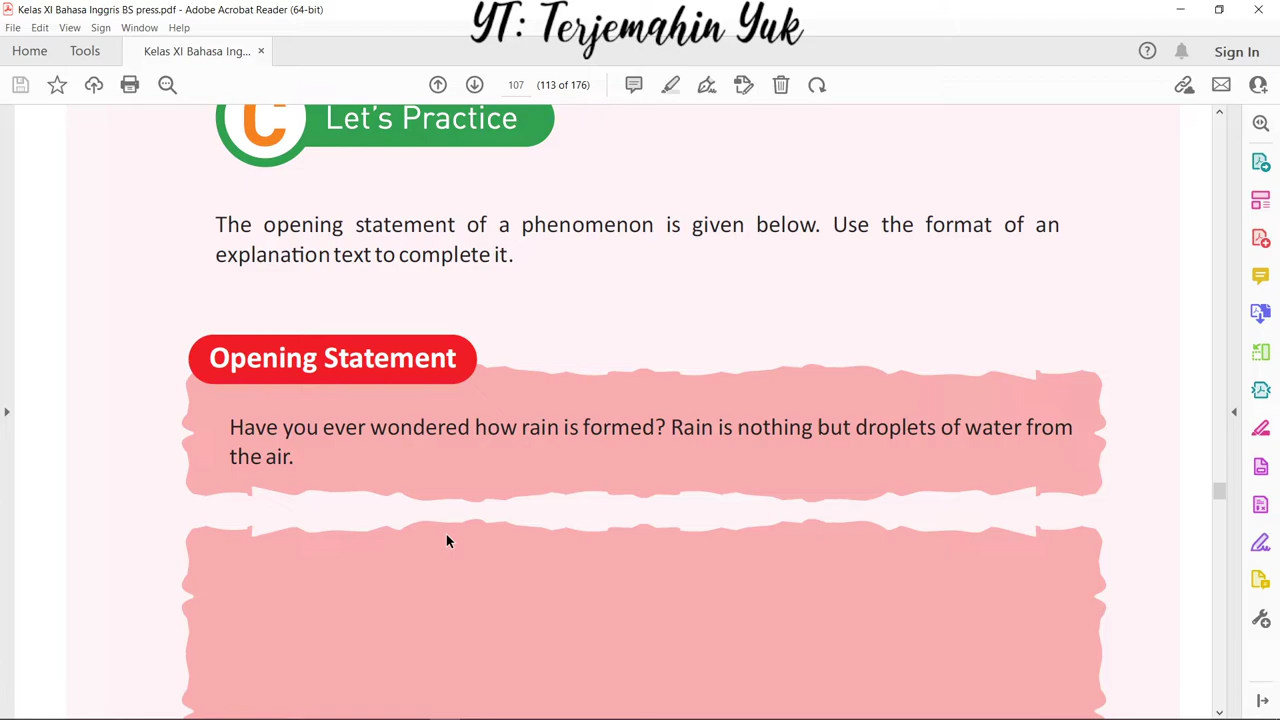 Kelas XI Bahasa Inggris BS press.pdf - Adobe Acrobat Reader (64-bit)
YT: Terjemahin Yuk
File Edit View Sign Window Help
Home Tools Kelas XI Bahasa Ing... × Sign In
107 (113 of 176)
C Let's Practice
The opening statement of a phenomenon is given below. Use the format of an
explanation text to complete it.
Opening Statement
Have you ever wondered how rain is formed? Rain is nothing but droplets of water from
the air.